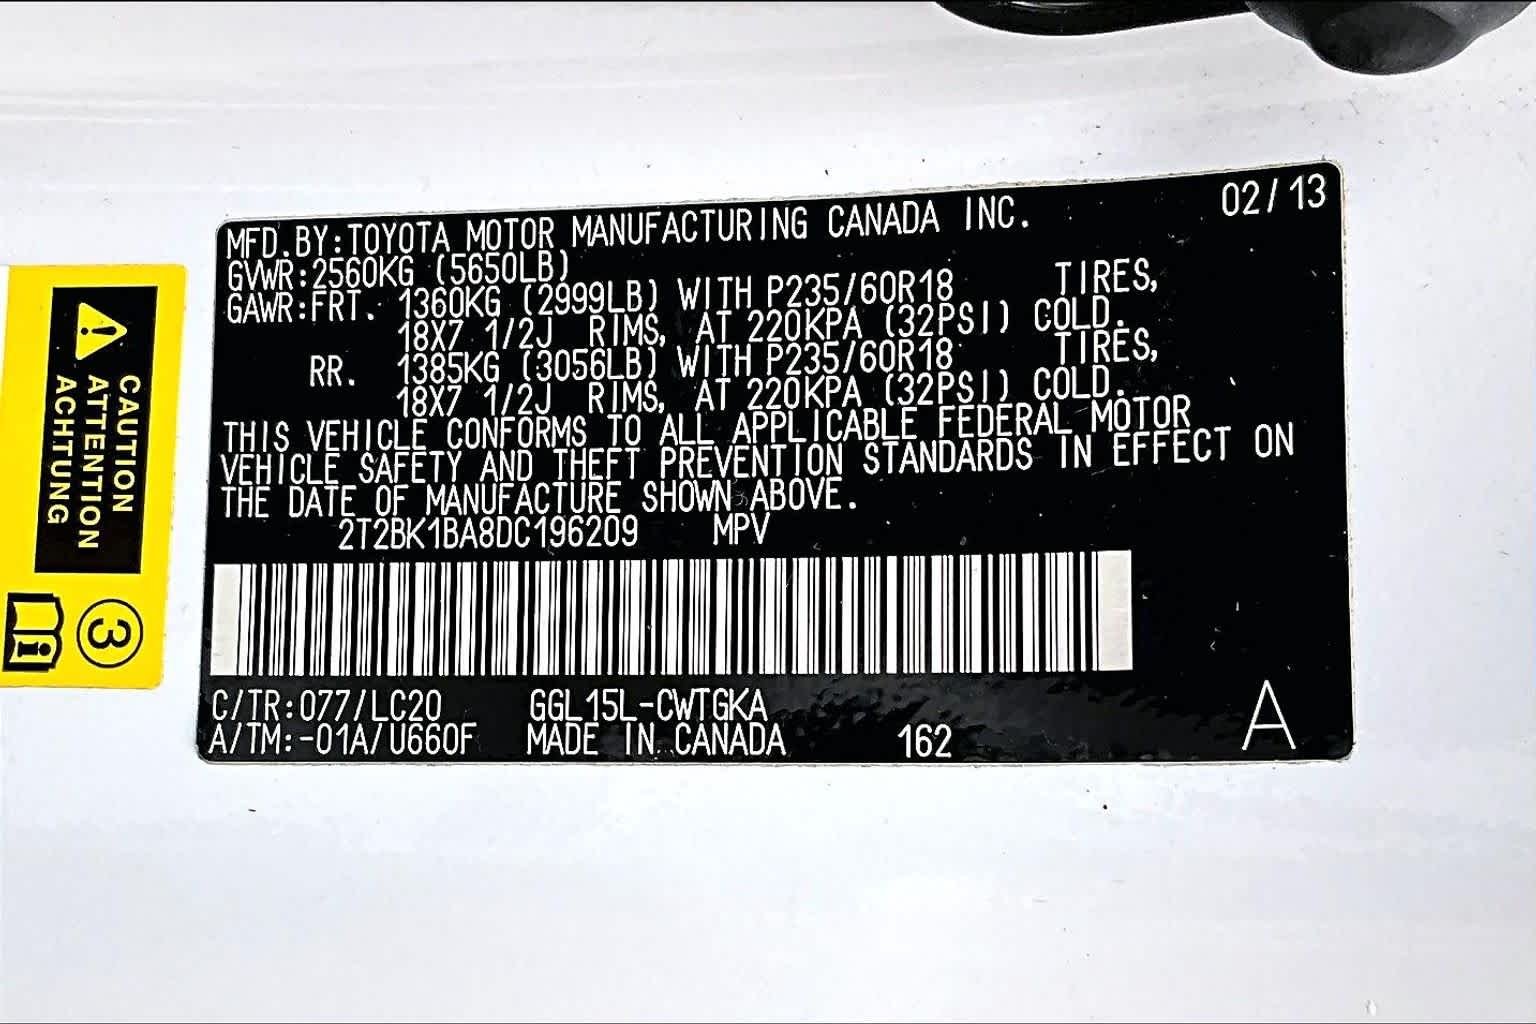 02/13
MFD.BY:TOYOTA MOTOR MANUFACTURING CANADA INC.
GVWR:2560KG (5650LB)
GAWR:FRT. 1360KG (2999LB) WITH P235/60R18 TIRES,
18X7 1/2J RIMS, AT 220KPA (32PSI) COLD.
RR. 1385KG (3056LB) WITH P235/60R18 TIRES,
18X7 1/2J RIMS, AT 220KPA (32PSI) COLD.
THIS VEHICLE CONFORMS TO ALL APPLICABLE FEDERAL MOTOR
VEHICLE SAFETY AND THEFT PREVENTION STANDARDS IN EFFECT ON
THE DATE OF MANUFACTURE SHOWN ABOVE.
2T2BK1BA8DC196209 MPV
C/TR:077/LC20 GGL15L-CWTGKA
A/TM:-01A/U660F MADE IN CANADA 162 A
CAUTION
ATTENTION
ACHTUNG
3